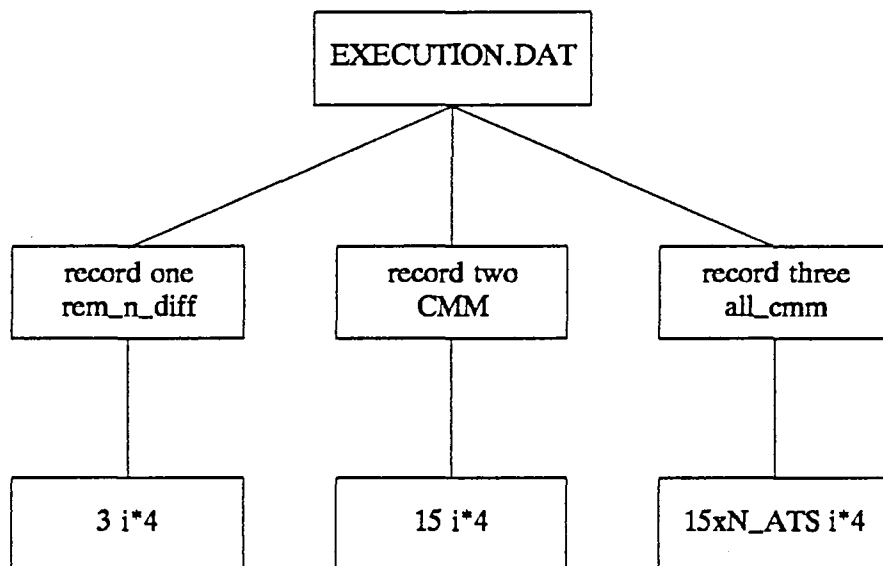 EXECUTION.DAT
record one
rem_n_diff
record two
CMM
record three
all_cmm
3 i*4
15 i*4
15xN_ATS i*4